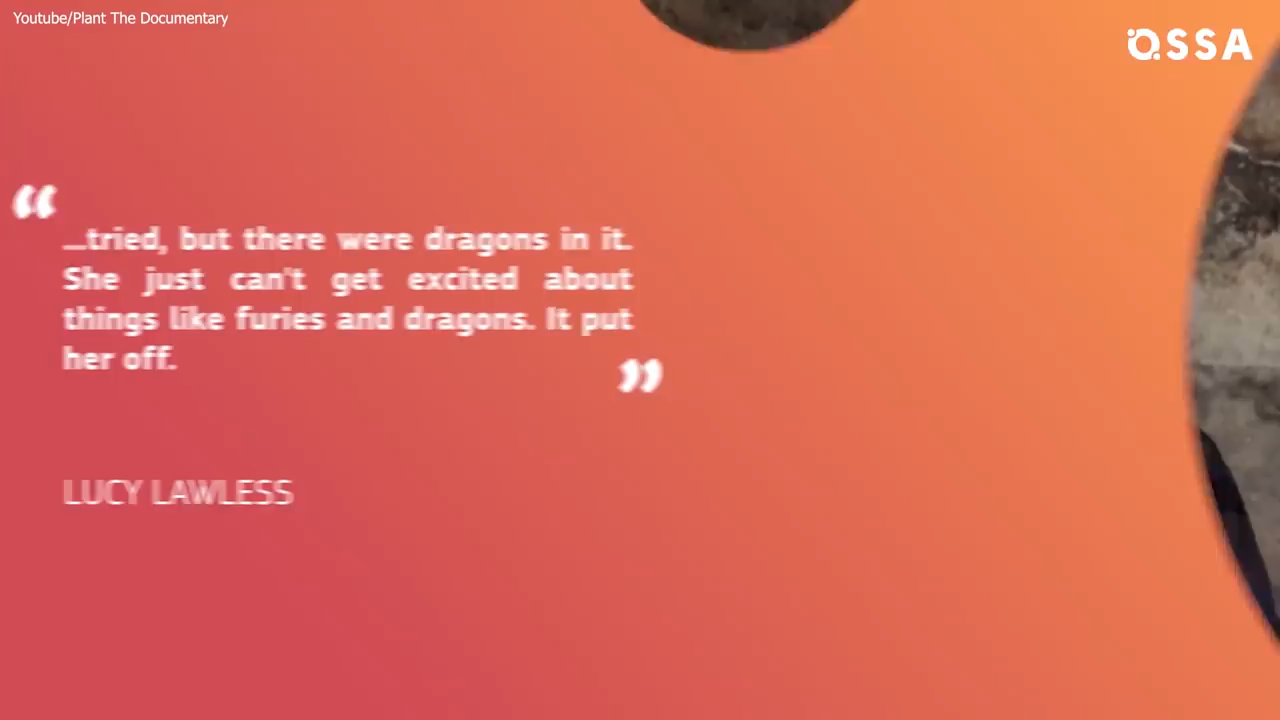 Youtube/Plant The Documentary
OSSA
“
...tried, but there were dragons in it.
She just can't get excited about
things like furies and dragons. It put
her off.
”
LUCY LAWLESS